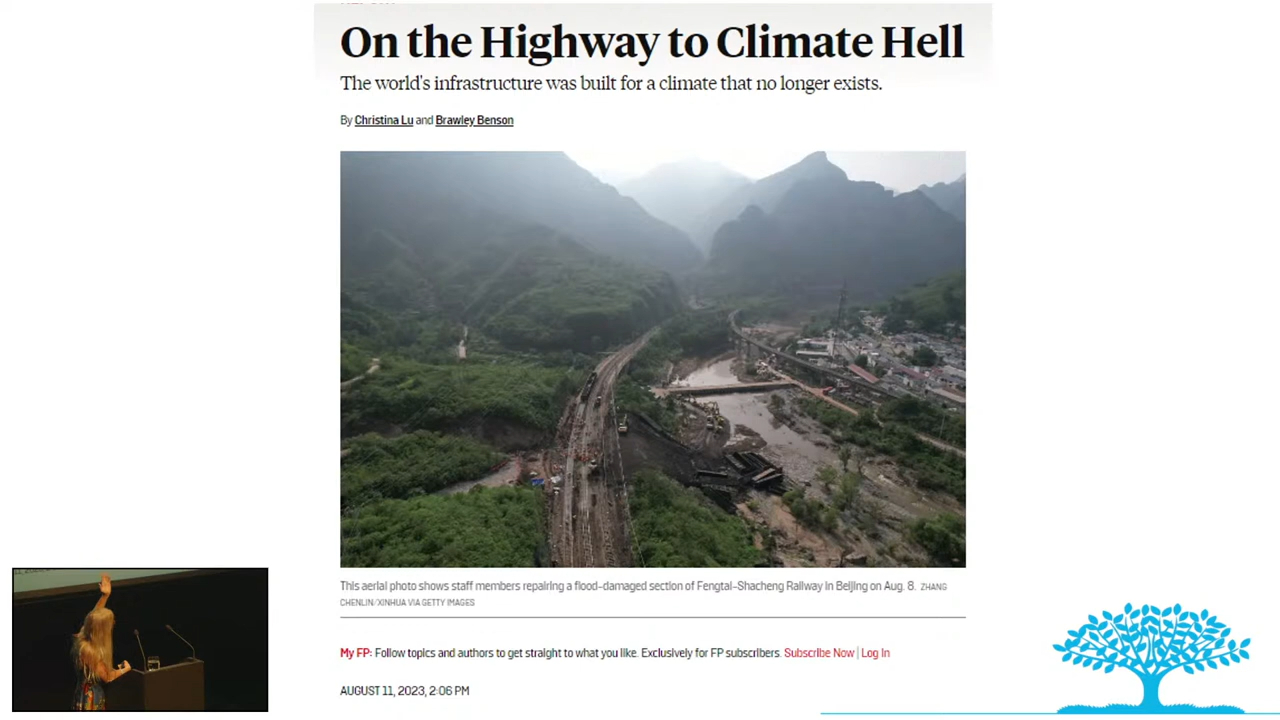 On the Highway to Climate Hell
The world's infrastructure was built for a climate that no longer exists.
By Christina Lu and Brawley Benson
This aerial photo shows staff members repairing a flood-damaged section of Fengtai-Shacheng Railway in Beijing on Aug. 8. ZHANG
CHENLIN/XINHUA VIA GETTY IMAGES
My FP: Follow topics and authors to get straight to what you like. Exclusively for FP subscribers. Subscribe Now | Log In
AUGUST 11, 2023, 2:06 PM